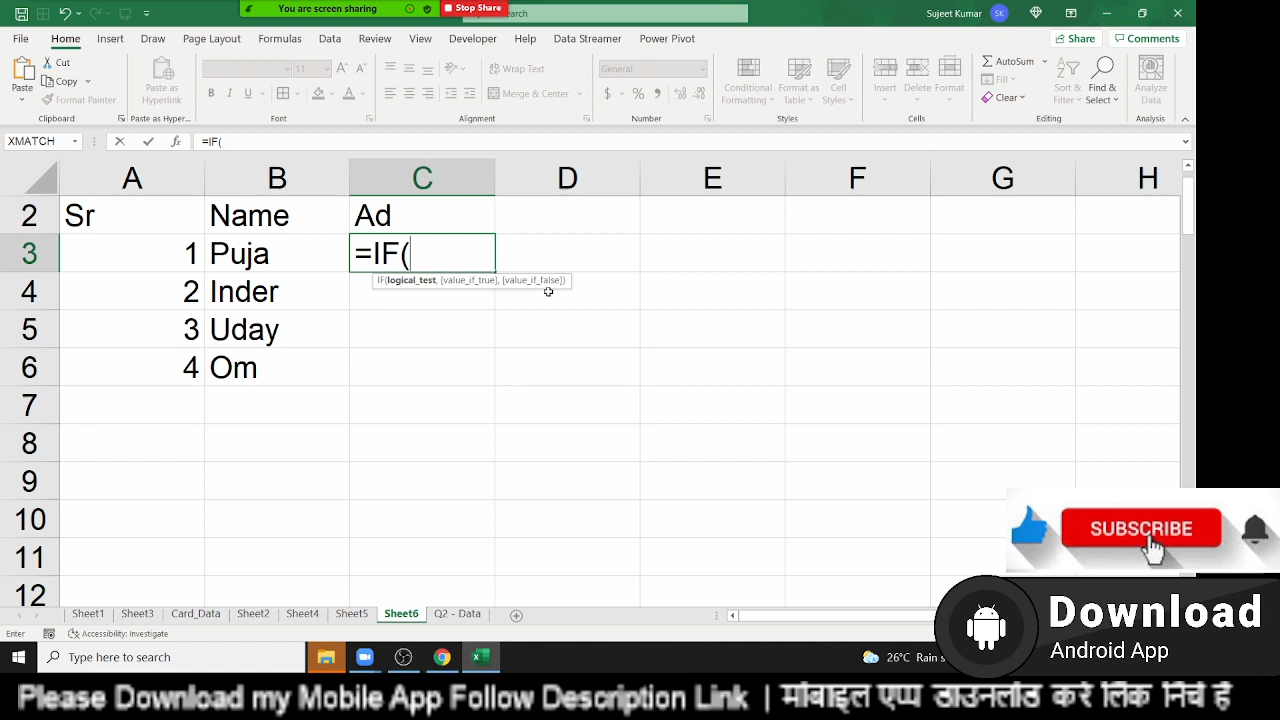 You are screen sharing
Stop Share
search
Sujeet Kumar
SK
File Home Insert Draw Page Layout Formulas Data Review View Developer Help Data Streamer Power Pivot
Share
Comments
Paste
Cut
Copy
Format Painter
Clipboard
Paste as Hyperlink
Paste as Hyper...
11
B I U
Font
Wrap Text
Merge & Center
Alignment
General
Number
Conditional Formatting
Format as Table
Cell Styles
Styles
Insert Delete Format
Cells
AutoSum
Fill
Clear
Sort & Filter
Find & Select
Editing
Analyze Data
Analysis
XMATCH
fx
=IF(
A B C D E F G H
2 Sr Name Ad
3 1 Puja =IF(
IF(logical_test, [value_if_true], [value_if_false])
4 2 Inder
5 3 Uday
6 4 Om
7
8
9
10
11
12
SUBSCRIBE
Download
Android App
Sheet1 Sheet3 Card_Data Sheet2 Sheet4 Sheet5 Sheet6 Q2 - Data
Enter
Accessibility: Investigate
Type here to search
26°C Rain s
Please Download my Mobile App Follow Description Link | मोबाइल एप्प डाउनलोड करे लिंक निचे है